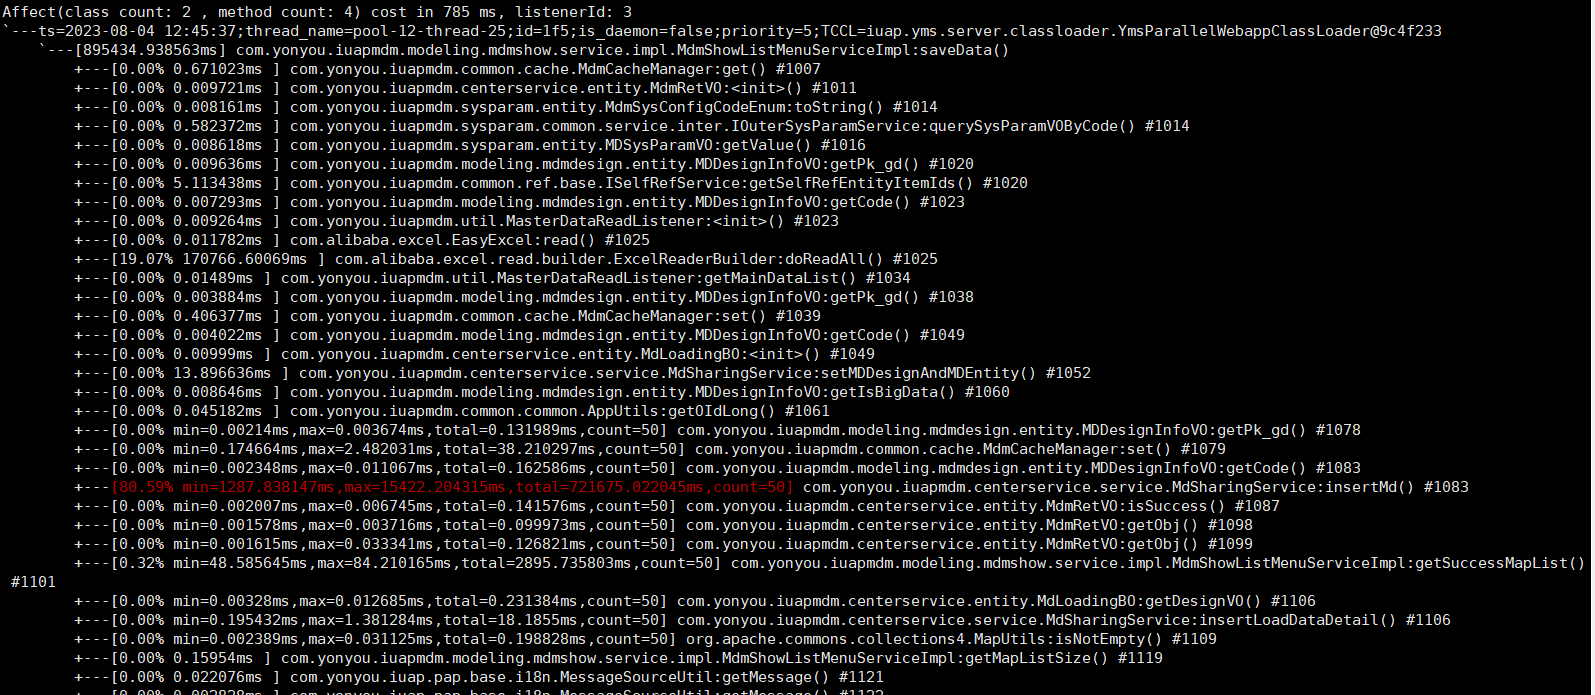 Affect(class count: 2 , method count: 4) cost in 785 ms, listenerId: 3
`---ts=2023-08-04 12:45:37;thread_name=pool-12-thread-25;id=1f5;is_daemon=false;priority=5;TCCL=iuap.yms.server.classloader.YmsParallelWebappClassLoader@9c4f233
`---[895434.938563ms] com.yonyou.iuapmdm.modeling.mdmshow.service.impl.MdmShowListMenuServiceImpl:saveData()
+---[0.00% 0.671023ms ] com.yonyou.iuapmdm.common.cache.MdmCacheManager:get() #1007
+---[0.00% 0.009721ms ] com.yonyou.iuapmdm.centerservice.entity.MdmRetVO:<init>() #1011
+---[0.00% 0.008161ms ] com.yonyou.iuapmdm.sysparam.entity.MdmSysConfigCodeEnum:toString() #1014
+---[0.00% 0.582372ms ] com.yonyou.iuapmdm.sysparam.common.service.inter.IOuterSysParamService:querySysParamVOByCode() #1014
+---[0.00% 0.008618ms ] com.yonyou.iuapmdm.sysparam.entity.MDSysParamVO:getValue() #1016
+---[0.00% 0.009636ms ] com.yonyou.iuapmdm.modeling.mdmdesign.entity.MDDesignInfoVO:getPk_gd() #1020
+---[0.00% 5.113438ms ] com.yonyou.iuapmdm.common.ref.base.ISelfRefService:getSelfRefEntityItemIds() #1020
+---[0.00% 0.007293ms ] com.yonyou.iuapmdm.modeling.mdmdesign.entity.MDDesignInfoVO:getCode() #1023
+---[0.00% 0.009264ms ] com.yonyou.iuapmdm.util.MasterDataReadListener:<init>() #1023
+---[0.00% 0.011782ms ] com.alibaba.excel.EasyExcel:read() #1025
+---[19.07% 170766.60069ms ] com.alibaba.excel.read.builder.ExcelReaderBuilder:doReadAll() #1025
+---[0.00% 0.01489ms ] com.yonyou.iuapmdm.util.MasterDataReadListener:getMainDataList() #1034
+---[0.00% 0.003884ms ] com.yonyou.iuapmdm.modeling.mdmdesign.entity.MDDesignInfoVO:getPk_gd() #1038
+---[0.00% 0.406377ms ] com.yonyou.iuapmdm.common.cache.MdmCacheManager:set() #1039
+---[0.00% 0.004022ms ] com.yonyou.iuapmdm.modeling.mdmdesign.entity.MDDesignInfoVO:getCode() #1049
+---[0.00% 0.00999ms ] com.yonyou.iuapmdm.centerservice.entity.MdLoadingBO:<init>() #1049
+---[0.00% 13.896636ms ] com.yonyou.iuapmdm.centerservice.service.MdSharingService:setMDDesignAndMDEntity() #1052
+---[0.00% 0.008646ms ] com.yonyou.iuapmdm.modeling.mdmdesign.entity.MDDesignInfoVO:getIsBigData() #1060
+---[0.00% 0.045182ms ] com.yonyou.iuapmdm.common.common.AppUtils:getOIdLong() #1061
+---[0.00% min=0.00214ms,max=0.003674ms,total=0.131989ms,count=50] com.yonyou.iuapmdm.modeling.mdmdesign.entity.MDDesignInfoVO:getPk_gd() #1078
+---[0.00% min=0.174664ms,max=2.482031ms,total=38.210297ms,count=50] com.yonyou.iuapmdm.common.cache.MdmCacheManager:set() #1079
+---[0.00% min=0.002348ms,max=0.011067ms,total=0.162586ms,count=50] com.yonyou.iuapmdm.modeling.mdmdesign.entity.MDDesignInfoVO:getCode() #1083
+---[80.59% min=1287.838147ms,max=15422.204315ms,total=721675.022045ms,count=50] com.yonyou.iuapmdm.centerservice.service.MdSharingService:insertMd() #1083
+---[0.00% min=0.002007ms,max=0.006745ms,total=0.141576ms,count=50] com.yonyou.iuapmdm.centerservice.entity.MdmRetVO:isSuccess() #1087
+---[0.00% min=0.001578ms,max=0.003716ms,total=0.099973ms,count=50] com.yonyou.iuapmdm.centerservice.entity.MdmRetVO:getObj() #1098
+---[0.00% min=0.001615ms,max=0.033341ms,total=0.126821ms,count=50] com.yonyou.iuapmdm.centerservice.entity.MdmRetVO:getObj() #1099
+---[0.32% min=48.585645ms,max=84.210165ms,total=2895.735803ms,count=50] com.yonyou.iuapmdm.modeling.mdmshow.service.impl.MdmShowListMenuServiceImpl:getSuccessMapList()
#1101
+---[0.00% min=0.00328ms,max=0.012685ms,total=0.231384ms,count=50] com.yonyou.iuapmdm.centerservice.entity.MdLoadingBO:getDesignVO() #1106
+---[0.00% min=0.195432ms,max=1.381284ms,total=18.1855ms,count=50] com.yonyou.iuapmdm.centerservice.service.MdSharingService:insertLoadDataDetail() #1106
+---[0.00% min=0.002389ms,max=0.031125ms,total=0.198828ms,count=50] org.apache.commons.collections4.MapUtils:isNotEmpty() #1109
+---[0.00% 0.15954ms ] com.yonyou.iuapmdm.modeling.mdmshow.service.impl.MdmShowListMenuServiceImpl:getMapListSize() #1119
+---[0.00% 0.022076ms ] com.yonyou.iuap.pap.base.i18n.MessageSourceUtil:getMessage() #1121